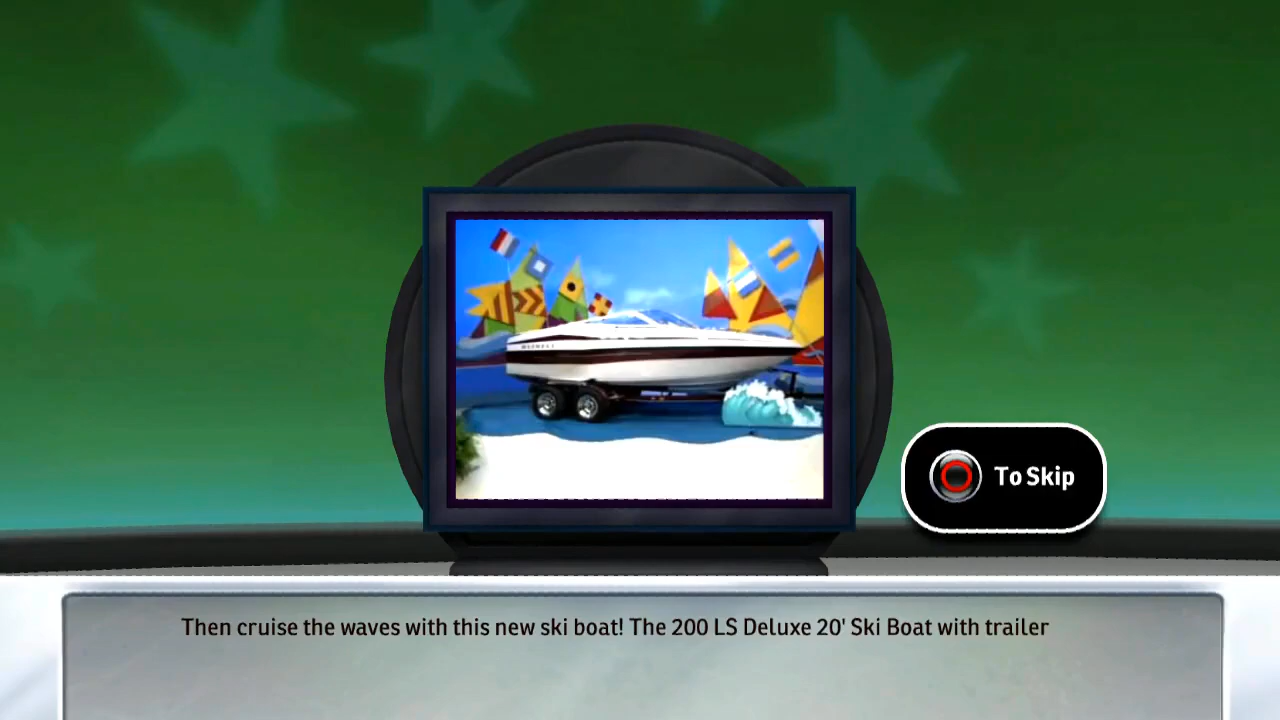 To Skip
Then cruise the waves with this new ski boat! The 200 LS Deluxe 20' Ski Boat with trailer